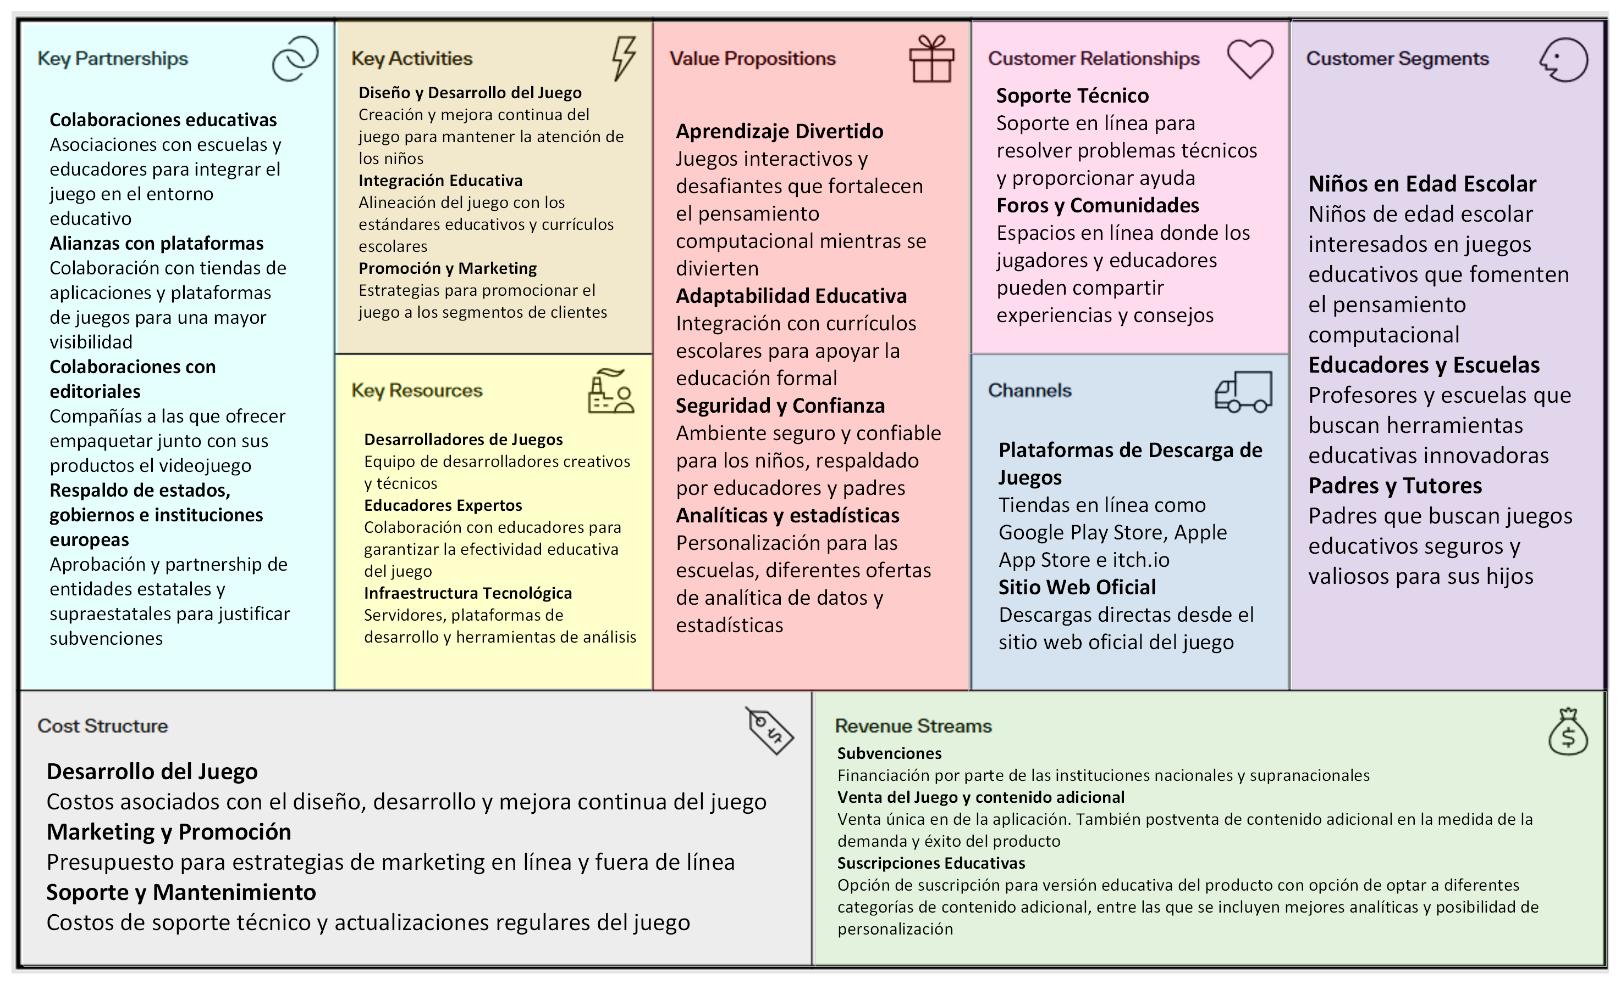 Key Partnerships
Colaboraciones educativas
Asociaciones con escuelas y
educadores para integrar el
juego en el entorno
educativo
Alianzas con plataformas
Colaboración con tiendas de
aplicaciones y plataformas
de juegos para una mayor
visibilidad
Colaboraciones con
editoriales
Compañías a las que ofrecer
empaquetar junto con sus
productos el videojuego
Respaldo de estados,
gobiernos e instituciones
europeas
Aprobación y partnership de
entidades estatales y
supraestatales para justificar
subvenciones
Key Activities
Diseño y Desarrollo del Juego
Creación y mejora continua del
juego para mantener la atención de
los niños
Integración Educativa
Alineación del juego con los
estándares educativos y currículos
escolares
Promoción y Marketing
Estrategias para promocionar el
juego a los segmentos de clientes
Key Resources
Desarrolladores de Juegos
Equipo de desarrolladores creativos
y técnicos
Educadores Expertos
Colaboración con educadores para
garantizar la efectividad educativa
del juego
Infraestructura Tecnológica
Servidores, plataformas de
desarrollo y herramientas de análisis
Value Propositions
Aprendizaje Divertido
Juegos interactivos y
desafiantes que fortalecen
el pensamiento
computacional mientras se
divierten
Adaptabilidad Educativa
Integración con currículos
escolares para apoyar la
educación formal
Seguridad y Confianza
Ambiente seguro y confiable
para los niños, respaldado
por educadores y padres
Analíticas y estadísticas
Personalización para las
escuelas, diferentes ofertas
de analítica de datos y
estadísticas
Customer Relationships
Soporte Técnico
Soporte en línea para
resolver problemas técnicos
y proporcionar ayuda
Foros y Comunidades
Espacios en línea donde los
jugadores y educadores
pueden compartir
experiencias y consejos
Channels
Plataformas de Descarga de
Juegos
Tiendas en línea como
Google Play Store, Apple
App Store e itch.io
Sitio Web Oficial
Descargas directas desde el
sitio web oficial del juego
Customer Segments
Niños en Edad Escolar
Niños de edad escolar
interesados en juegos
educativos que fomenten
el pensamiento
computacional
Educadores y Escuelas
Profesores y escuelas que
buscan herramientas
educativas innovadoras
Padres y Tutores
Padres que buscan juegos
educativos seguros y
valiosos para sus hijos
Cost Structure
Desarrollo del Juego
Costos asociados con el diseño, desarrollo y mejora continua del juego
Marketing y Promoción
Presupuesto para estrategias de marketing en línea y fuera de línea
Soporte y Mantenimiento
Costos de soporte técnico y actualizaciones regulares del juego
Revenue Streams
Subvenciones
Financiación por parte de las instituciones nacionales y supranacionales
Venta del Juego y contenido adicional
Venta única en de la aplicación. También postventa de contenido adicional en la medida de la
demanda y éxito del producto
Suscripciones Educativas
Opción de suscripción para versión educativa del producto con opción de optar a diferentes
categorías de contenido adicional, entre las que se incluyen mejores analíticas y posibilidad de
personalización